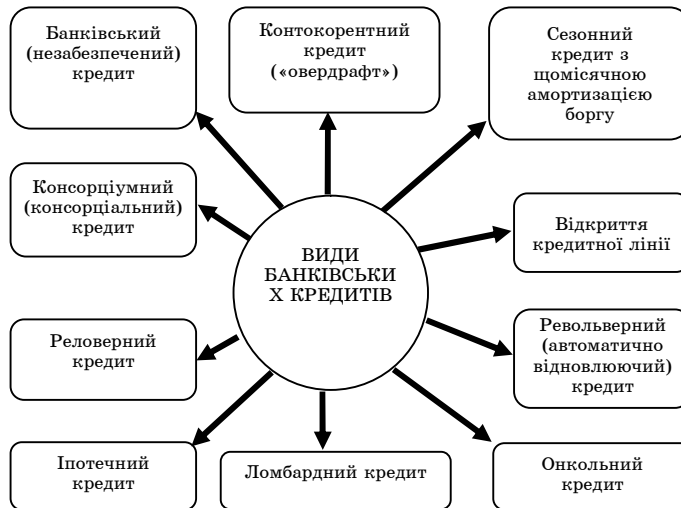 Банківський
(незабезпечений)
кредит
Контокорентний
кредит
(«овердрафт»)
Сезонний
кредит з
щомісячною
амортизацією
боргу
Консорціумний
(консорціальний)
кредит
ВИДИ
БАНКІВСЬКИ
Х КРЕДИТІВ
Відкриття
кредитної лінії
Реловерний
кредит
Револьверний
(автоматично
відновлюючий)
кредит
Іпотечний
кредит
Ломбардний кредит
Онкольний
кредит